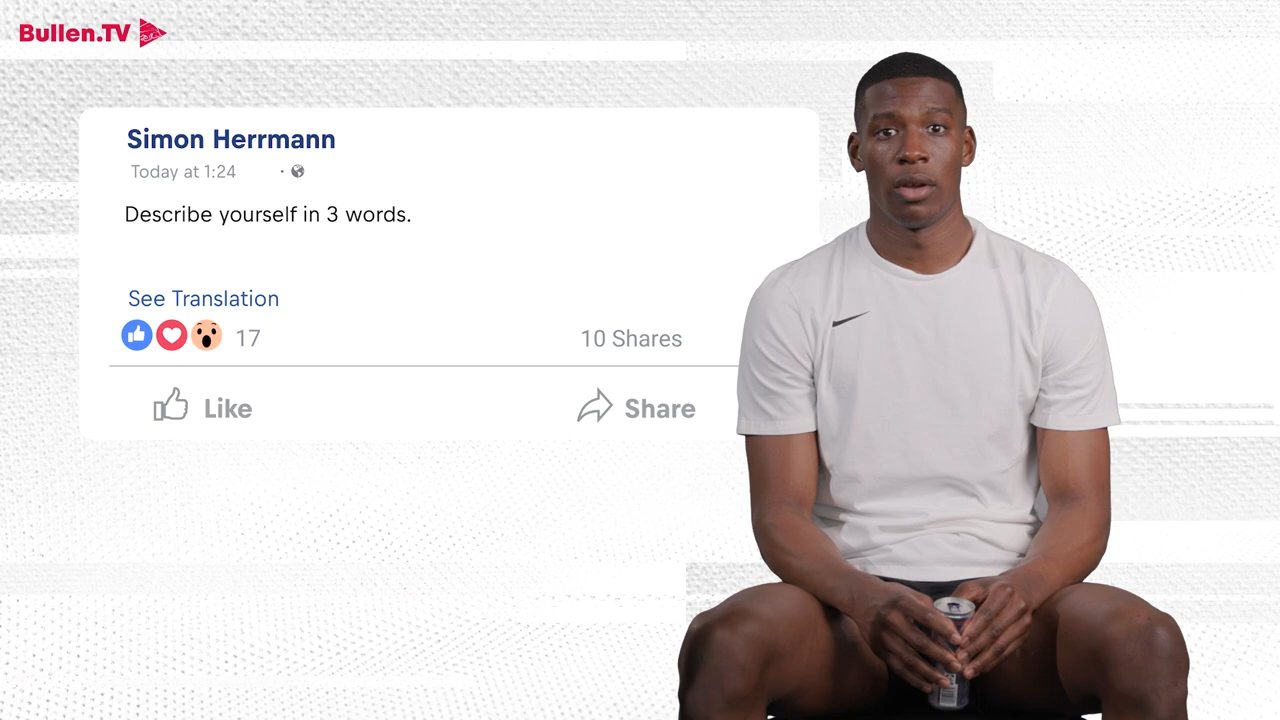 Bullen.TV
Simon Herrmann
Today at 1:24
Describe yourself in 3 words.
See Translation
17
10 Shares
Like
Share